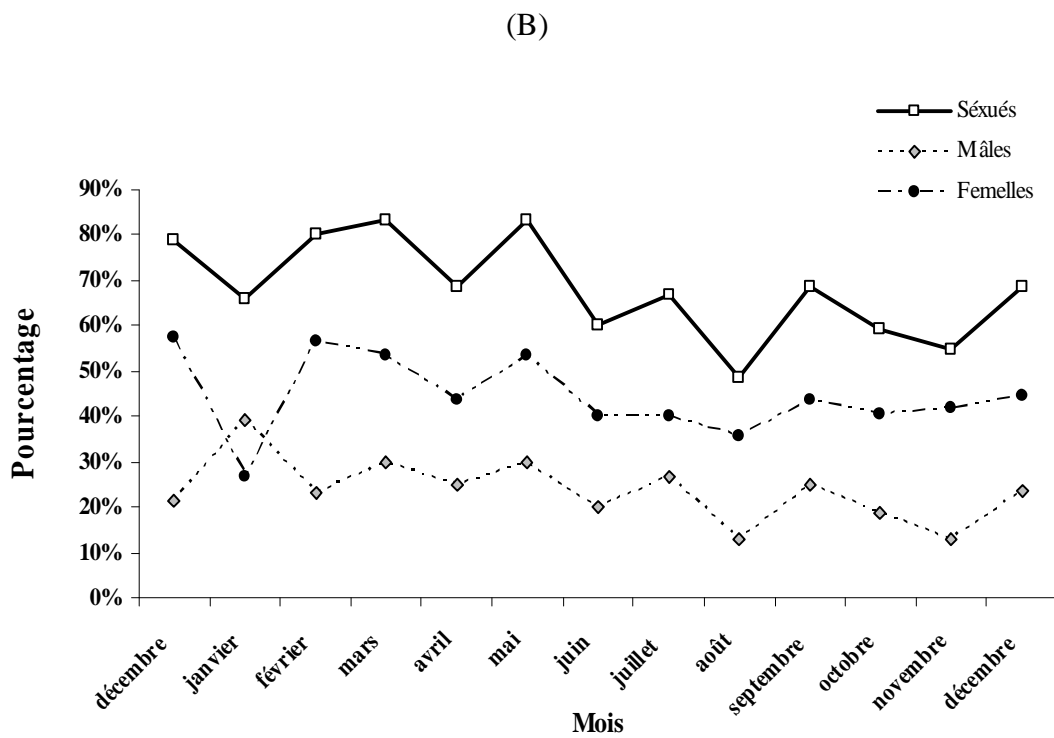 (B)
Séxués
Mâles
Femelles
90%
80%
70%
60%
50%
40%
30%
20%
10%
0%
Pourcentage
décembre
janvier
février
mars
avril
mai
juin
juillet
août
septembre
octobre
novembre
décembre
Mois